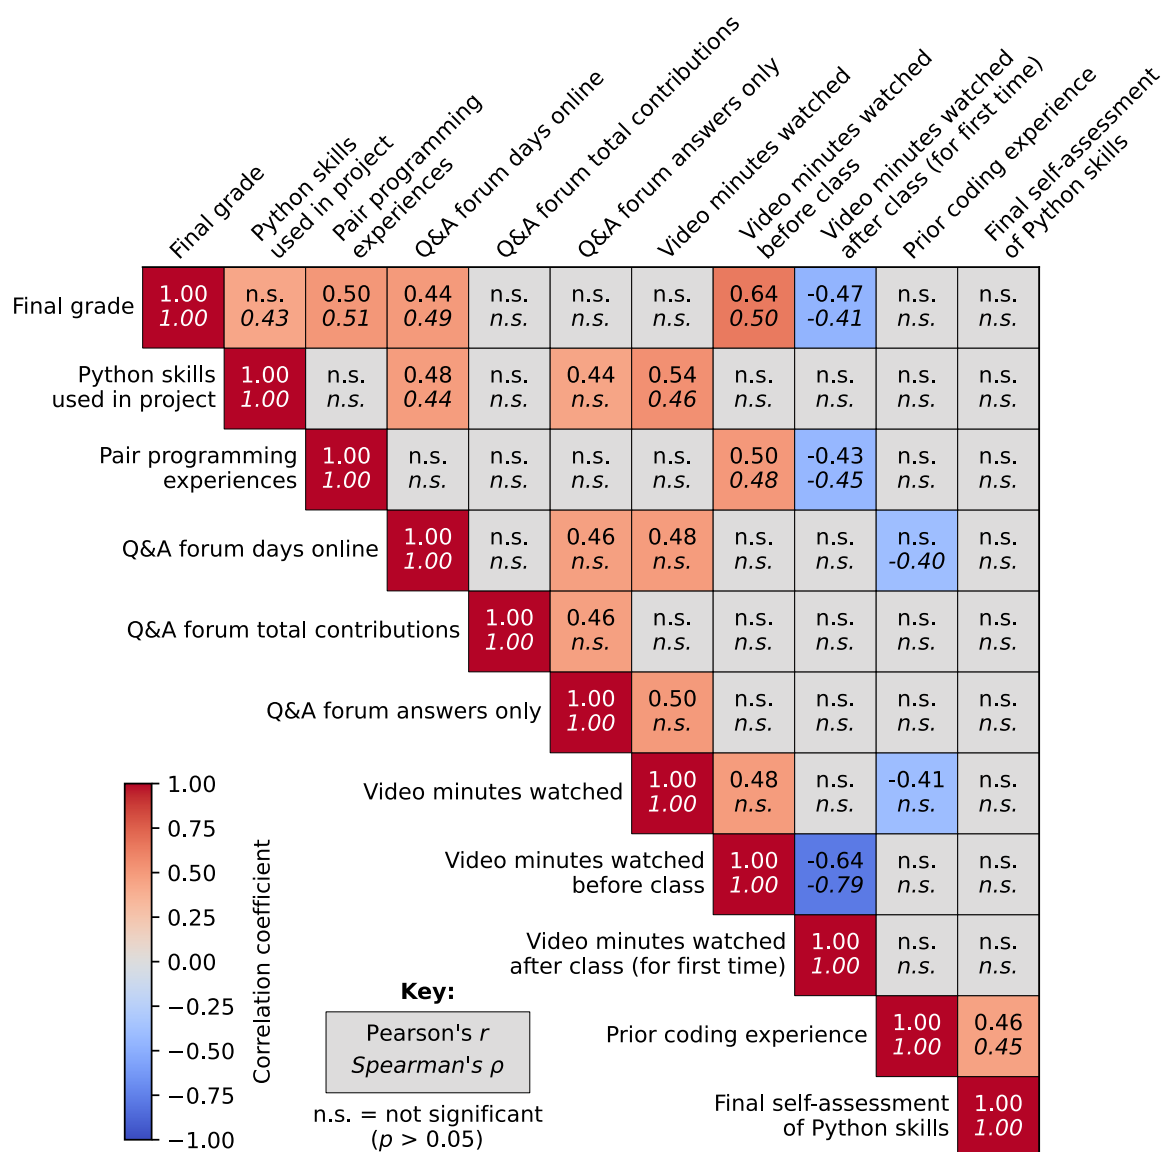 Final grade
Python skills
used in project
Pair programming
experiences
Q&A forum days online
Q&A forum total contributions
Q&A forum answers only
Video minutes watched
Video minutes watched
before class
Video minutes watched
after class (for first time)
Prior coding experience
Final self-assessment
of Python skills
Final grade
1.00 n.s. 0.50 0.44 n.s. n.s. n.s. 0.64 -0.47 n.s. n.s.
1.00 0.43 0.51 0.49 n.s. n.s. n.s. 0.50 -0.41 n.s. n.s.
Python skills
used in project
1.00 n.s. 0.48 n.s. 0.44 0.54 n.s. n.s. n.s. n.s.
1.00 n.s. 0.44 n.s. n.s. 0.46 n.s. n.s. n.s. n.s.
Pair programming
experiences
1.00 n.s. n.s. n.s. n.s. 0.50 -0.43 n.s. n.s.
1.00 n.s. n.s. n.s. n.s. 0.48 -0.45 n.s. n.s.
Q&A forum days online
1.00 n.s. 0.46 0.48 n.s. n.s. n.s. n.s.
1.00 n.s. n.s. n.s. n.s. n.s. -0.40 n.s.
Q&A forum total contributions
1.00 0.46 n.s. n.s. n.s. n.s. n.s.
1.00 n.s. n.s. n.s. n.s. n.s. n.s.
Q&A forum answers only
1.00 0.50 n.s. n.s. n.s. n.s.
1.00 n.s. n.s. n.s. n.s. n.s.
Video minutes watched
1.00 0.48 n.s. -0.41 n.s.
1.00 n.s. n.s. n.s. n.s.
Video minutes watched
before class
1.00 -0.64 n.s. n.s.
1.00 -0.79 n.s. n.s.
Video minutes watched
after class (for first time)
1.00 n.s. n.s.
1.00 n.s. n.s.
Prior coding experience
1.00 0.46
1.00 0.45
Final self-assessment
of Python skills
1.00
1.00
1.00
0.75
0.50
0.25
0.00
−0.25
−0.50
−0.75
−1.00
Correlation coefficient
Key:
Pearson's r
Spearman's ρ
n.s. = not significant
(p > 0.05)